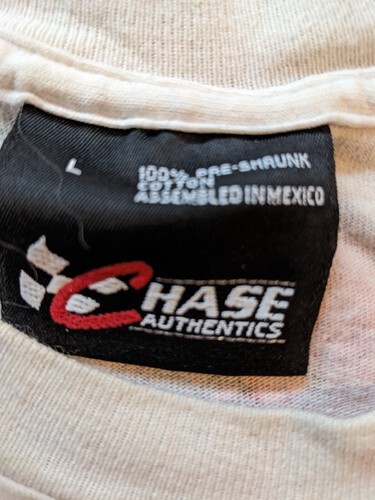 L
100% PRE-SHRUNK
COTTON
ASSEMBLED IN MEXICO
CHASE
AUTHENTICS